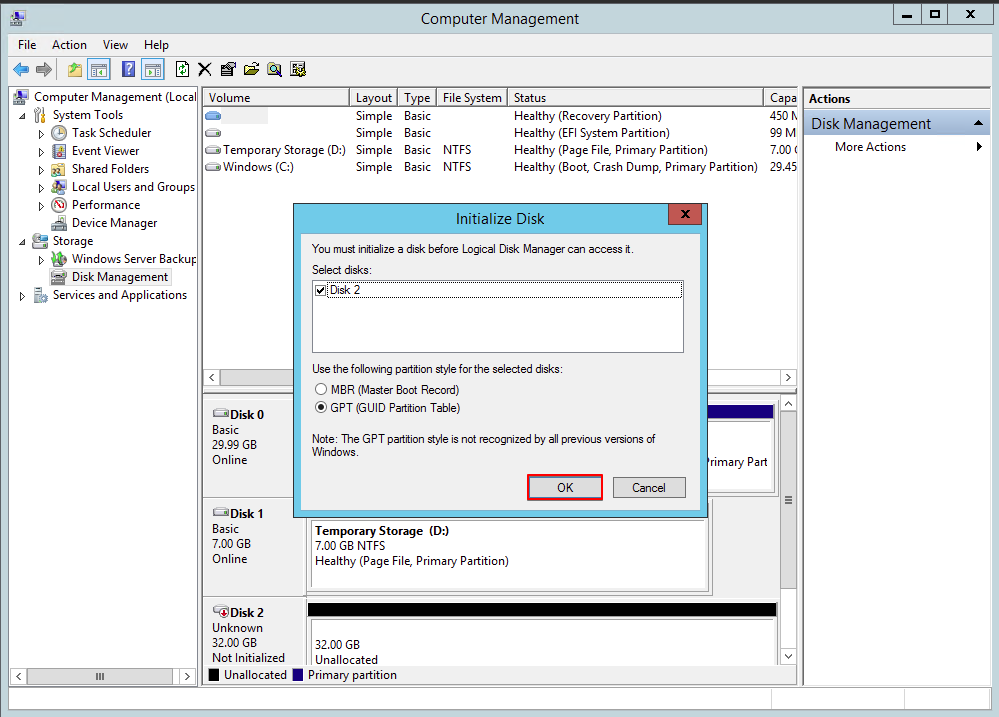 Computer Management
File Action View Help
Computer Management (Local
System Tools
Task Scheduler
Event Viewer
Shared Folders
Local Users and Groups
Performance
Device Manager
Storage
Windows Server Backup
Disk Management
Services and Applications
Volume Layout Type File System Status Capa
Simple Basic Healthy (Recovery Partition) 450 M
Simple Basic Healthy (EFI System Partition) 99 M
Temporary Storage (D:) Simple Basic NTFS Healthy (Page File, Primary Partition) 7.00 G
Windows (C:) Simple Basic NTFS Healthy (Boot, Crash Dump, Primary Partition) 29.45
Actions
Disk Management
More Actions
Initialize Disk
You must initialize a disk before Logical Disk Manager can access it.
Select disks:
Disk 2
Use the following partition style for the selected disks:
MBR (Master Boot Record)
GPT (GUID Partition Table)
Note: The GPT partition style is not recognized by all previous versions of
Windows.
OK Cancel
Disk 0
Basic
29.99 GB
Online
Primary Part
Disk 1
Basic
7.00 GB
Online
Temporary Storage (D:)
7.00 GB NTFS
Healthy (Page File, Primary Partition)
Disk 2
Unknown
32.00 GB
Not Initialized
32.00 GB
Unallocated
Unallocated Primary partition